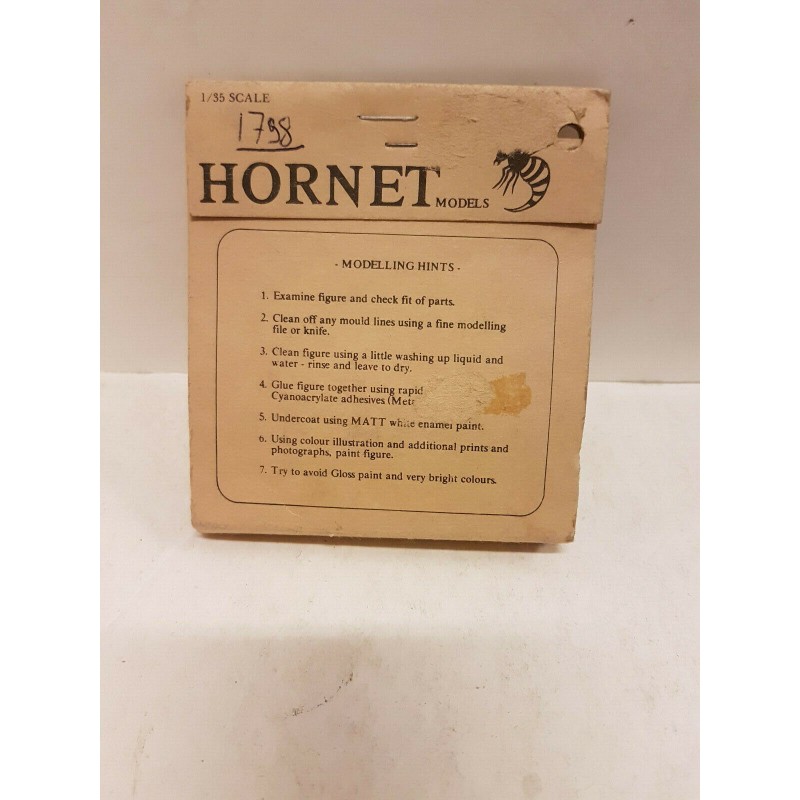 1/35 SCALE
1798
HORNET MODELS
- MODELLING HINTS -
1. Examine figure and check fit of parts.
2. Clean off any mould lines using a fine modelling
file or knife.
3. Clean figure using a little washing up liquid and
water - rinse and leave to dry.
4. Glue figure together using rapid
Cyanoacrylate adhesives
5. Undercoat using MATT white enamel paint.
6. Using colour illustration and additional prints and
photographs, paint figure.
7. Try to avoid Gloss paint and very bright colours.